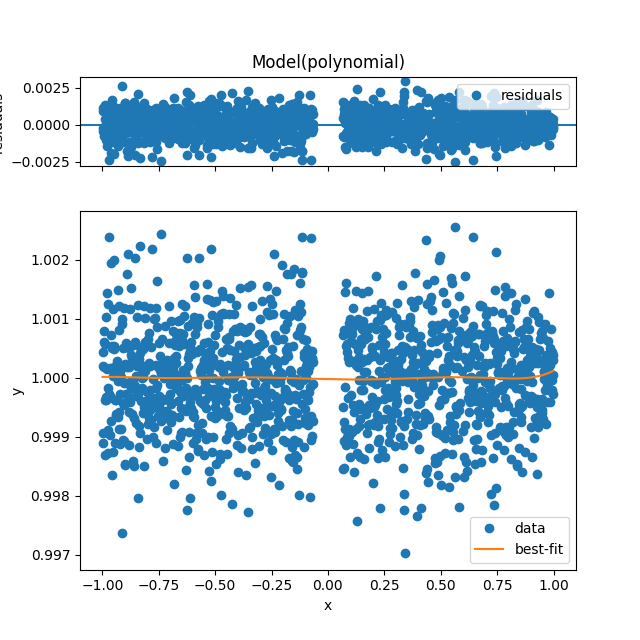 Model(polynomial)
residuals
0.0025
0.0000
−0.0025
residuals
1.002
1.001
1.000
0.999
0.998
0.997
y
data
best-fit
−1.00 −0.75 −0.50 −0.25 0.00 0.25 0.50 0.75 1.00
x